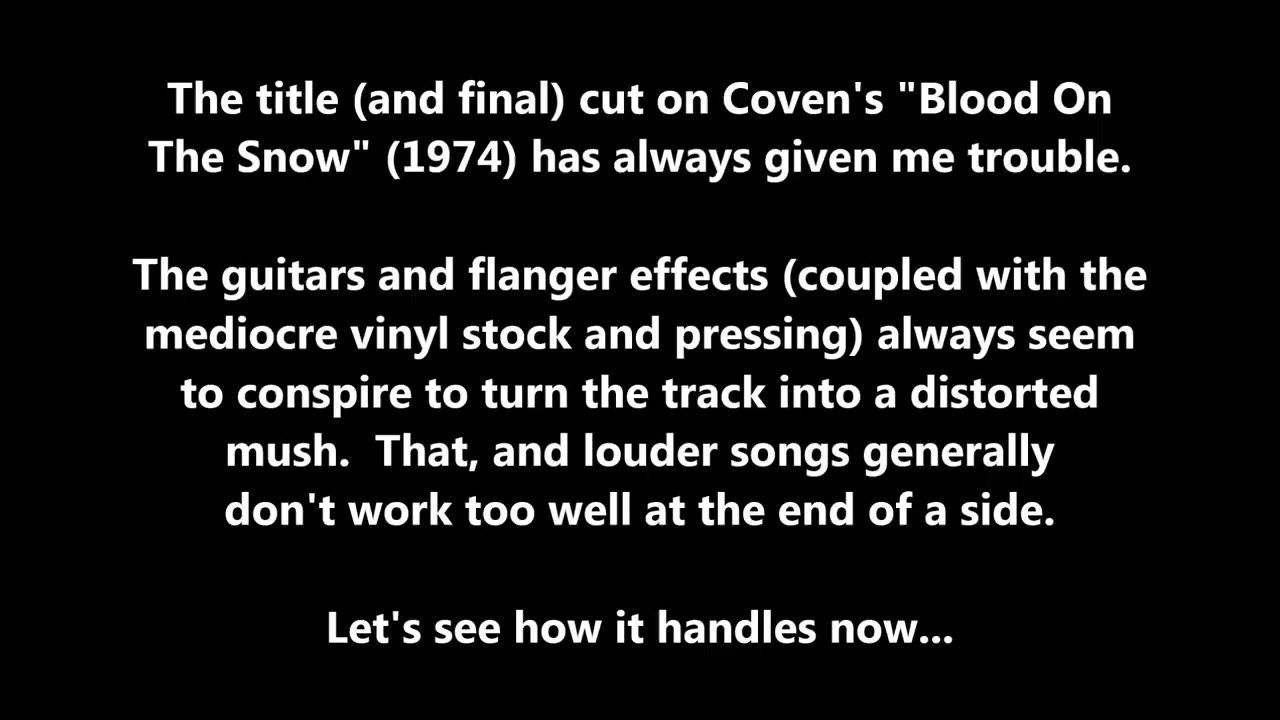 The title (and final) cut on Coven's "Blood On
The Snow" (1974) has always given me trouble.
The guitars and flanger effects (coupled with the
mediocre vinyl stock and pressing) always seem
to conspire to turn the track into a distorted
mush.  That, and louder songs generally
don't work too well at the end of a side.
Let's see how it handles now...